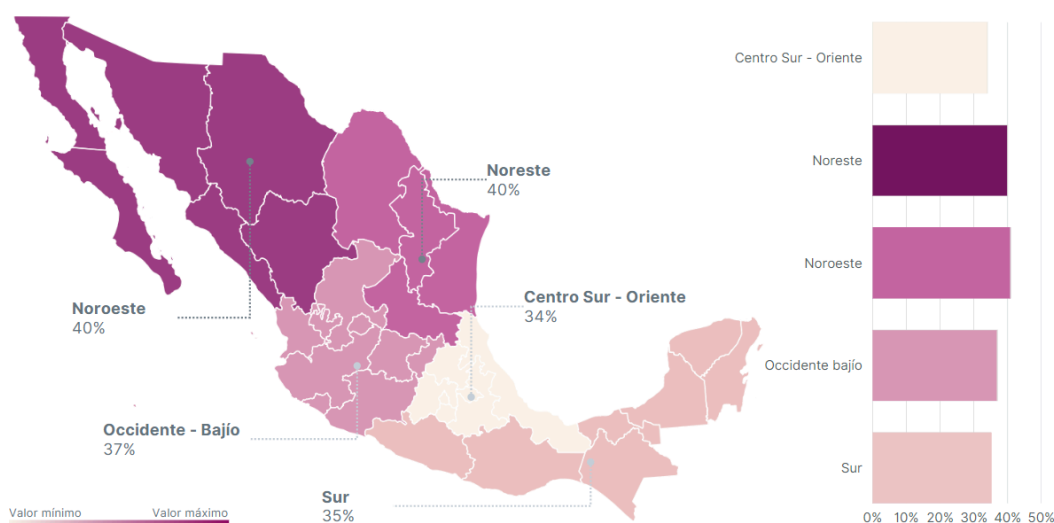 Noreste
40%
Noroeste
40%
Centro Sur - Oriente
34%
Occidente - Bajío
37%
Sur
35%
Valor mínimo
Valor máximo
Centro Sur - Oriente
Noreste
Noroeste
Occidente bajío
Sur
0% 10% 20% 30% 40% 50%